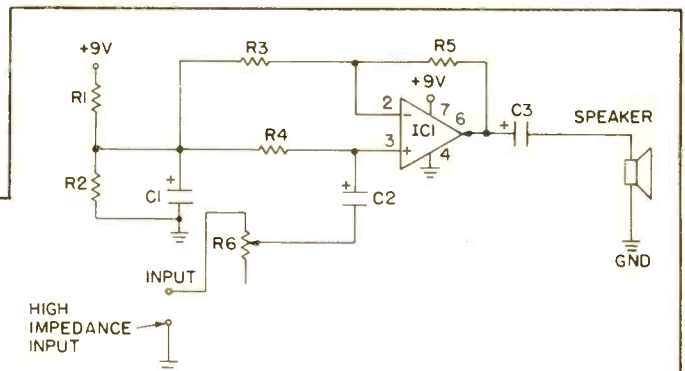 +9V
R1
R2
C1
R3
R4
R5
+9V
2
3
7
6
4
IC1
C2
R6
C3
SPEAKER
GND
INPUT
HIGH
IMPEDANCE
INPUT